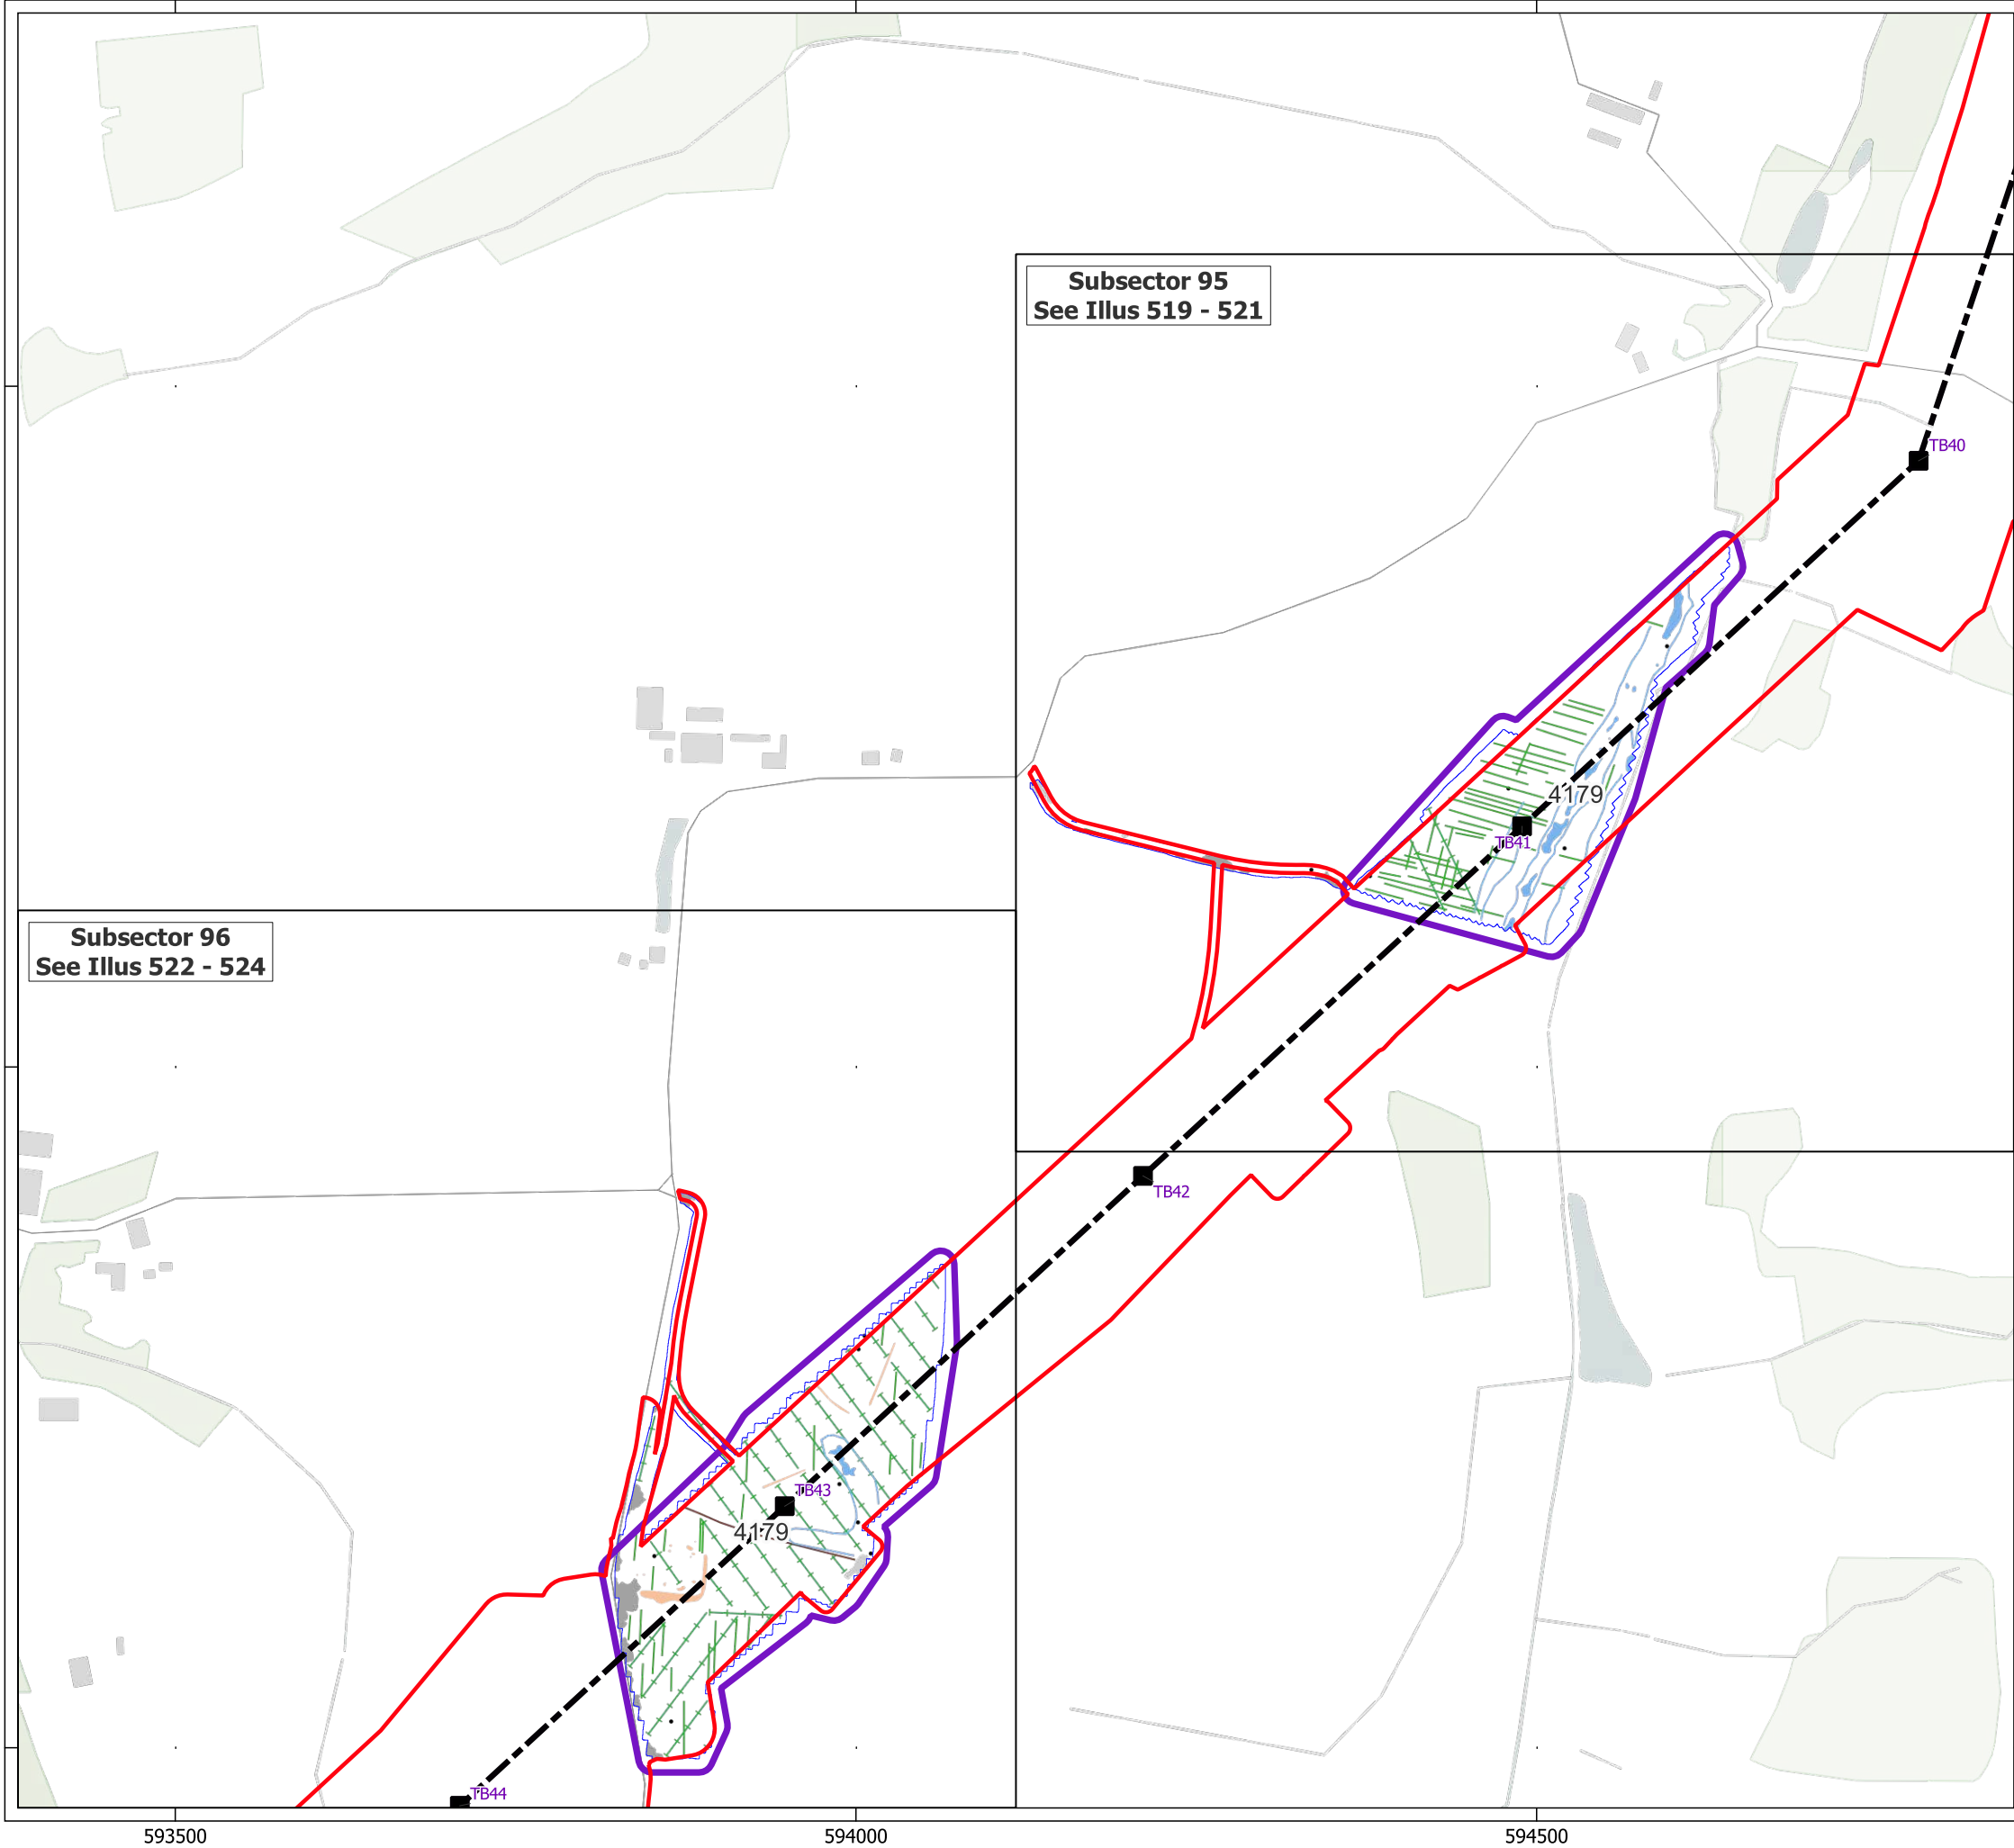 Subsector 95
See Illus 519 - 521
TB40
4179
TB41
Subsector 96
See Illus 522 - 524
TB42
TB43
4179
TB44
593500
594000
594500